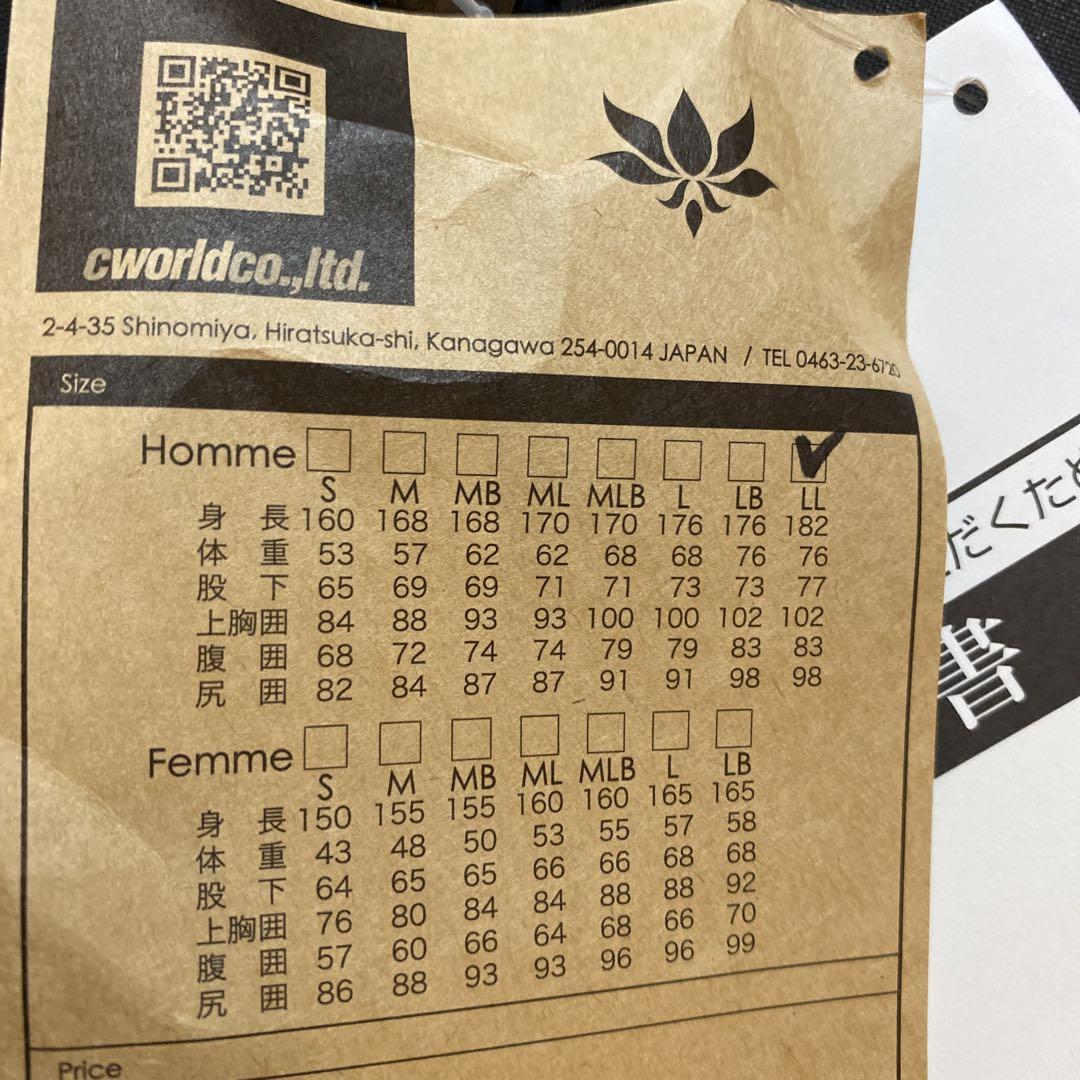 cworldco.,ltd.
2-4-35 Shinomiya, Hiratsuka-shi, Kanagawa 254-0014 JAPAN / TEL 0463-23-6720
Size
Homme
S M MB ML MLB L LB LL
身長 160 168 168 170 170 176 176 182
体重 53 57 62 62 68 68 76 76
股下 65 69 69 71 71 73 73 77
上胸囲 84 88 93 93 100 100 102 102
腹囲 68 72 74 74 79 79 83 83
尻囲 82 84 87 87 91 91 98 98
Femme
S M MB ML MLB L LB
身長 150 155 155 160 160 165 165
体重 43 48 50 53 55 57 58
股下 64 65 65 66 66 68 68
上胸囲 76 80 84 84 88 88 92
腹囲 57 60 66 64 68 66 70
尻囲 86 88 93 93 96 96 99
Price
だくため
書